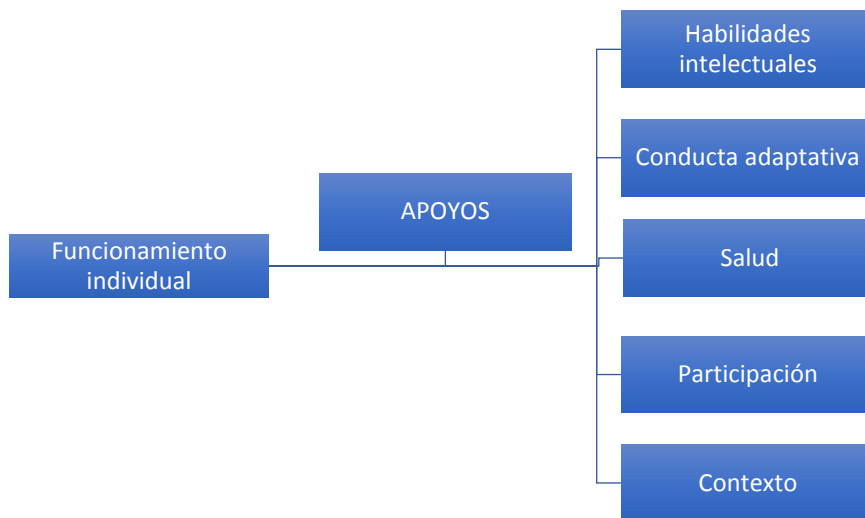 Funcionamiento
individual
APOYOS
Habilidades
intelectuales
Conducta adaptativa
Salud
Participación
Contexto